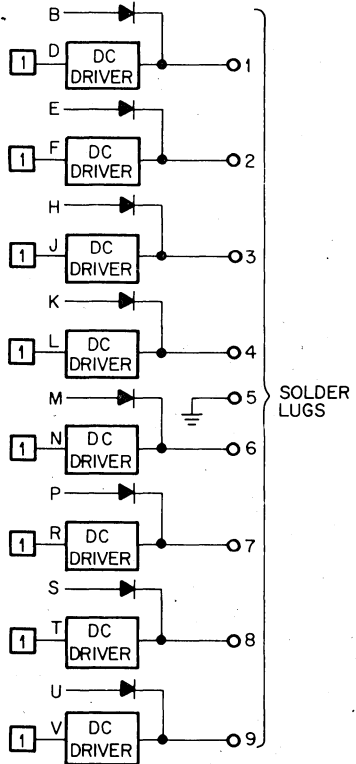 B
D
1 DC DRIVER 1
E
F
1 DC DRIVER 2
H
J
1 DC DRIVER 3
K
L
1 DC DRIVER 4
M 5 SOLDER LUGS
N
1 DC DRIVER 6
P
R
1 DC DRIVER 7
S
T
1 DC DRIVER 8
U
V
1 DC DRIVER 9